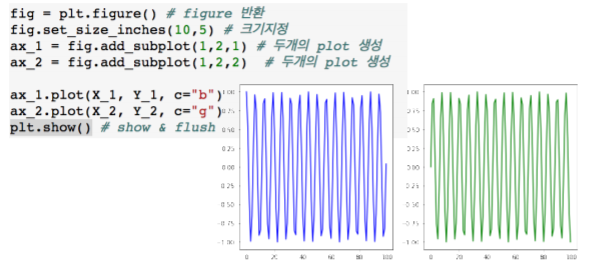 fig = plt.figure() # figure 반환
fig.set_size_inches(10,5) # 크기지정
ax_1 = fig.add_subplot(1,2,1) # 두개의 plot 생성
ax_2 = fig.add_subplot(1,2,2) # 두개의 plot 생성
ax_1.plot(X_1, Y_1, c="b")
ax_2.plot(X_2, Y_2, c="g")
plt.show() # show & flush
1.00
0.75
0.50
0.25
0.00
-0.25
-0.50
-0.75
-1.00
0 20 40 60 80 100
1.00
0.75
0.50
0.25
0.00
-0.25
-0.50
-0.75
-1.00
0 20 40 60 80 100